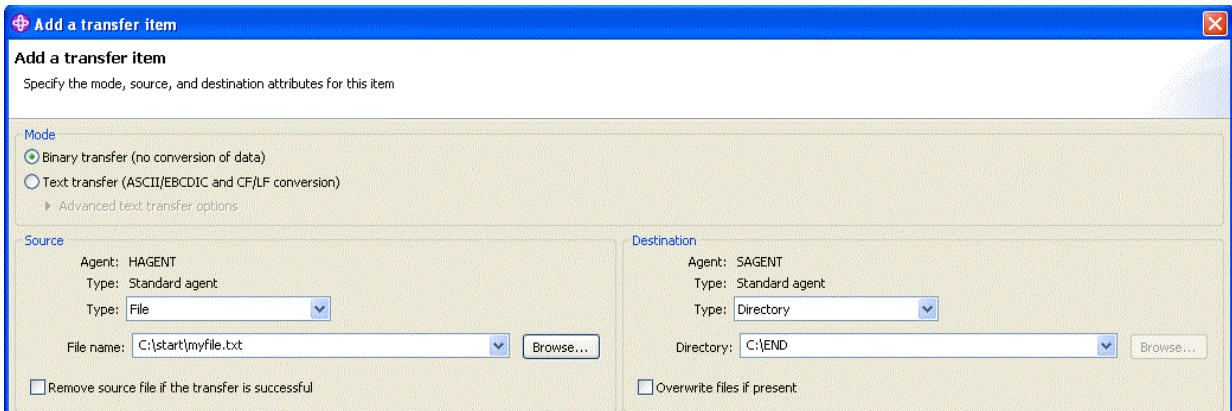 Add a transfer item
Add a transfer item
Specify the mode, source, and destination attributes for this item
Mode
Binary transfer (no conversion of data)
Text transfer (ASCII/EBCDIC and CF/LF conversion)
Advanced text transfer options
Source
Agent: HAGENT
Type: Standard agent
Type: File
File name: C:\start\myfile.txt Browse...
Remove source file if the transfer is successful
Destination
Agent: SAGENT
Type: Standard agent
Type: Directory
Directory: C:\END Browse...
Overwrite files if present